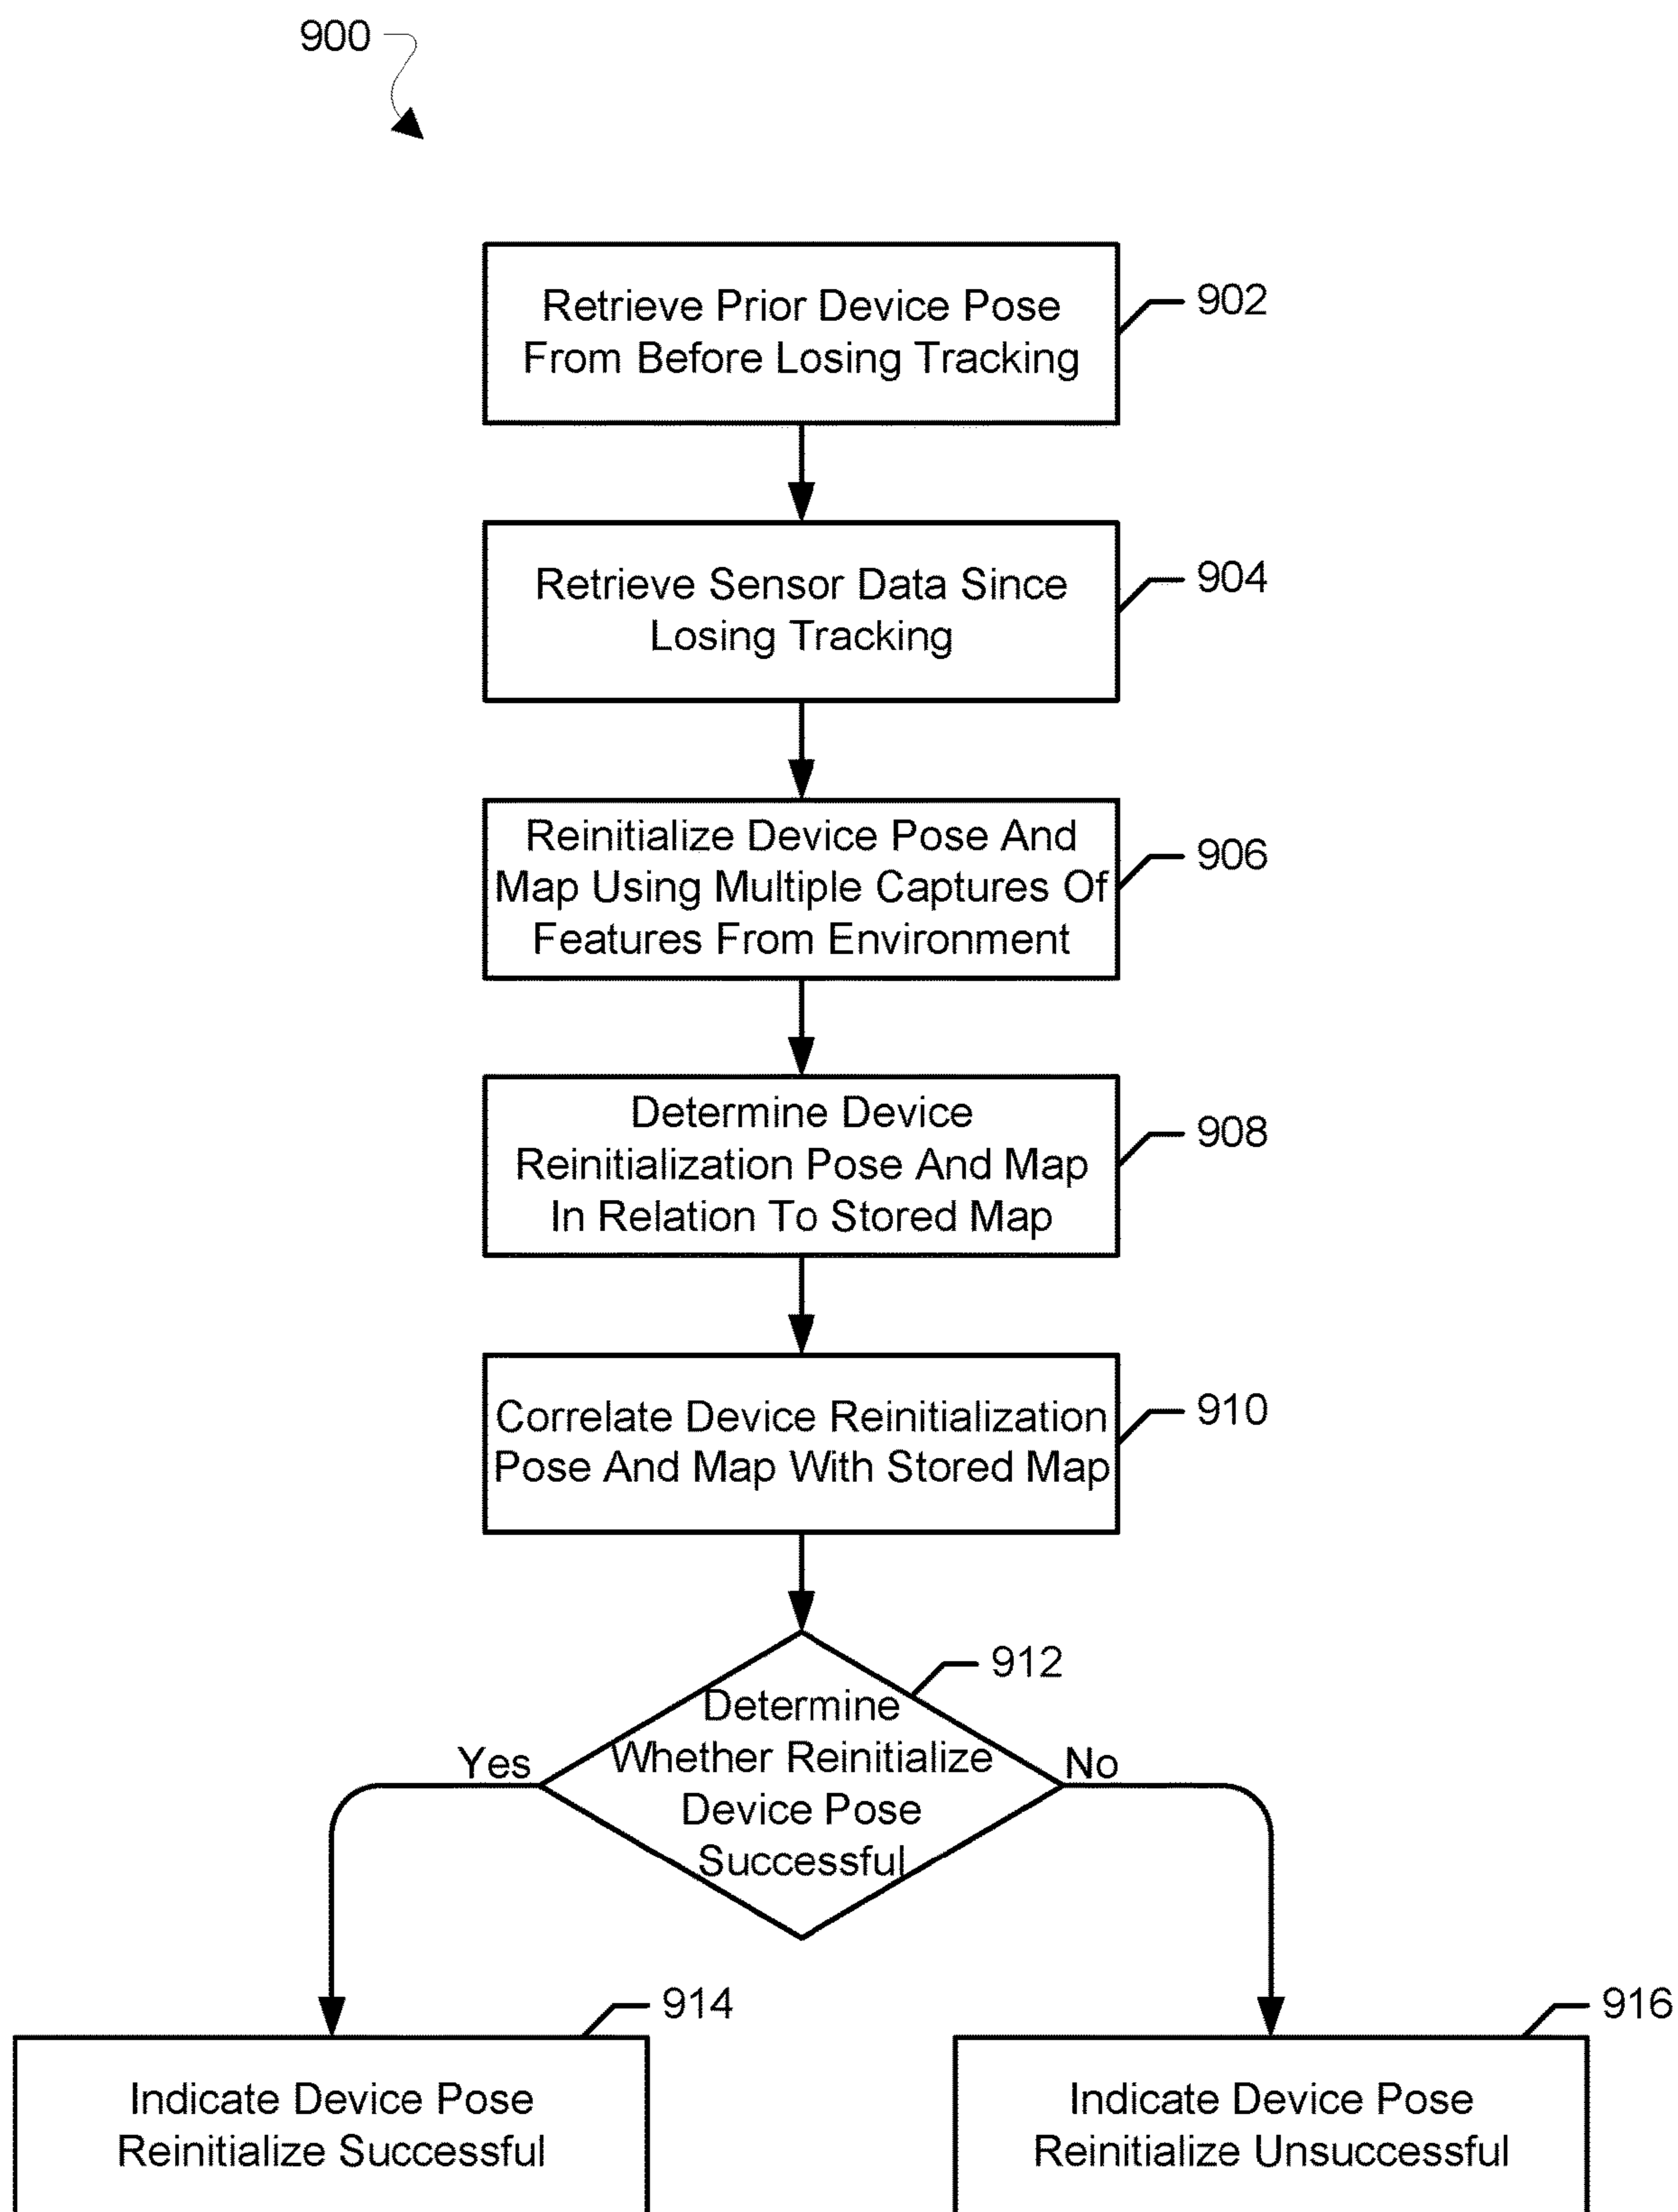 900
Retrieve Prior Device Pose
From Before Losing Tracking
902
Retrieve Sensor Data Since
Losing Tracking
904
Reinitialize Device Pose And
Map Using Multiple Captures Of
Features From Environment
906
Determine Device
Reinitialization Pose And Map
In Relation To Stored Map
908
Correlate Device Reinitialization
Pose And Map With Stored Map
910
912
Determine
Whether Reinitialize
Device Pose
Successful
Yes
No
914
Indicate Device Pose
Reinitialize Successful
916
Indicate Device Pose
Reinitialize Unsuccessful